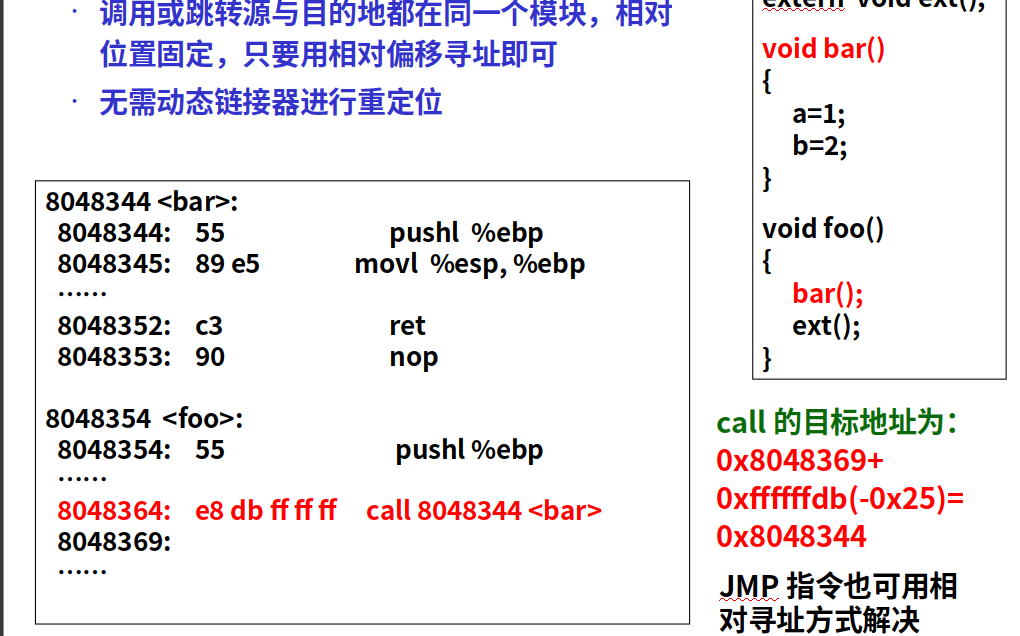 · 调用或跳转源与目的地都在同一个模块，相对
位置固定，只要用相对偏移寻址即可
· 无需动态链接器进行重定位
extern void ext();
void bar()
{
a=1;
b=2;
}
void foo()
{
bar();
ext();
}
8048344 <bar>:
8048344: 55 pushl %ebp
8048345: 89 e5 movl %esp, %ebp
……
8048352: c3 ret
8048353: 90 nop
8048354 <foo>:
8048354: 55 pushl %ebp
……
8048364: e8 db ff ff ff call 8048344 <bar>
8048369:
……
call 的目标地址为：
0x8048369+
0xffffffdb(-0x25)=
0x8048344
JMP 指令也可用相
对寻址方式解决